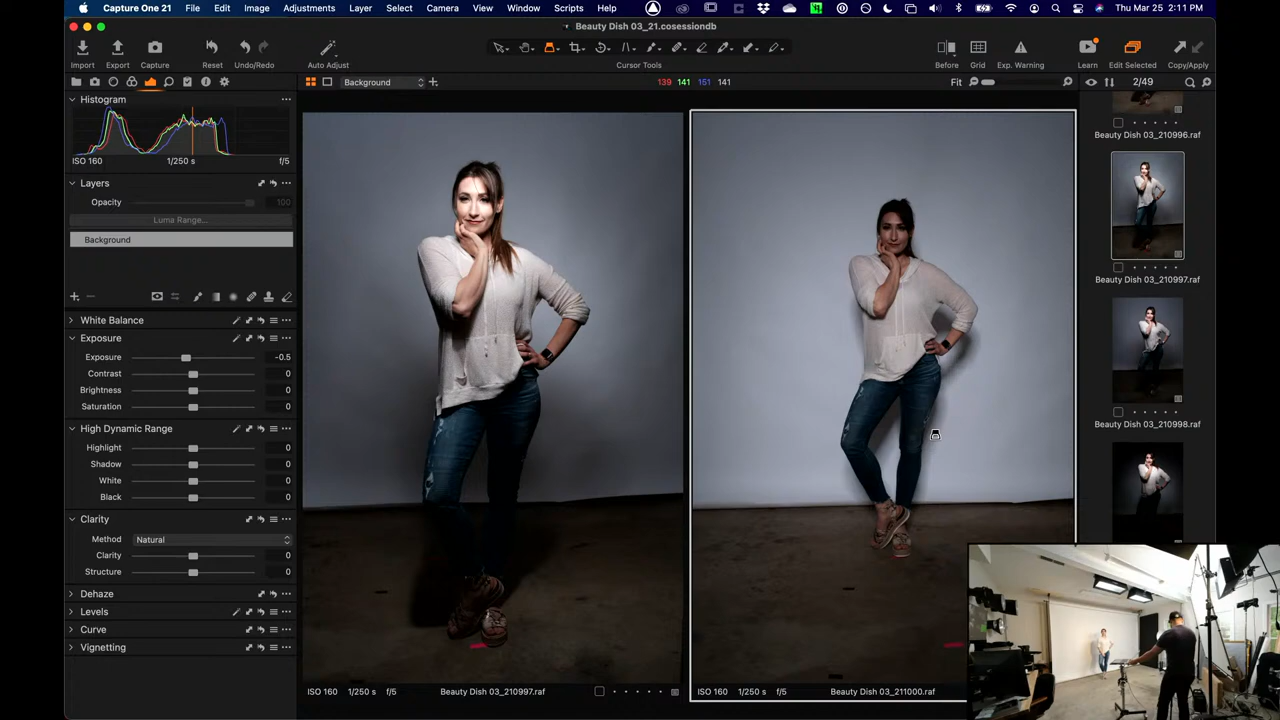 Capture One 21 File Edit Image Adjustments Layer Select Camera View Window Scripts Help Thu Mar 25 2:11 PM
Beauty Dish 03_21.cosessiondb
Import Export Capture Reset Undo/Redo Auto Adjust Cursor Tools Before Grid Exp. Warning Learn Edit Selected Copy/Apply
Background 139 141 151 141 Fit 2/49
Histogram
ISO 160 1/250 s f/5
Layers
Opacity 100
Luma Range...
Background
White Balance
Exposure
Exposure -0.5
Contrast 0
Brightness 0
Saturation 0
High Dynamic Range
Highlight 0
Shadow 0
White 0
Black 0
Clarity
Method Natural
Clarity 0
Structure 0
Dehaze
Levels
Curve
Vignetting
ISO 160 1/250 s f/5 Beauty Dish 03_210997.raf
ISO 160 1/250 s f/5 Beauty Dish 03_211000.raf
Beauty Dish 03_210996.raf
Beauty Dish 03_210997.raf
Beauty Dish 03_210998.raf